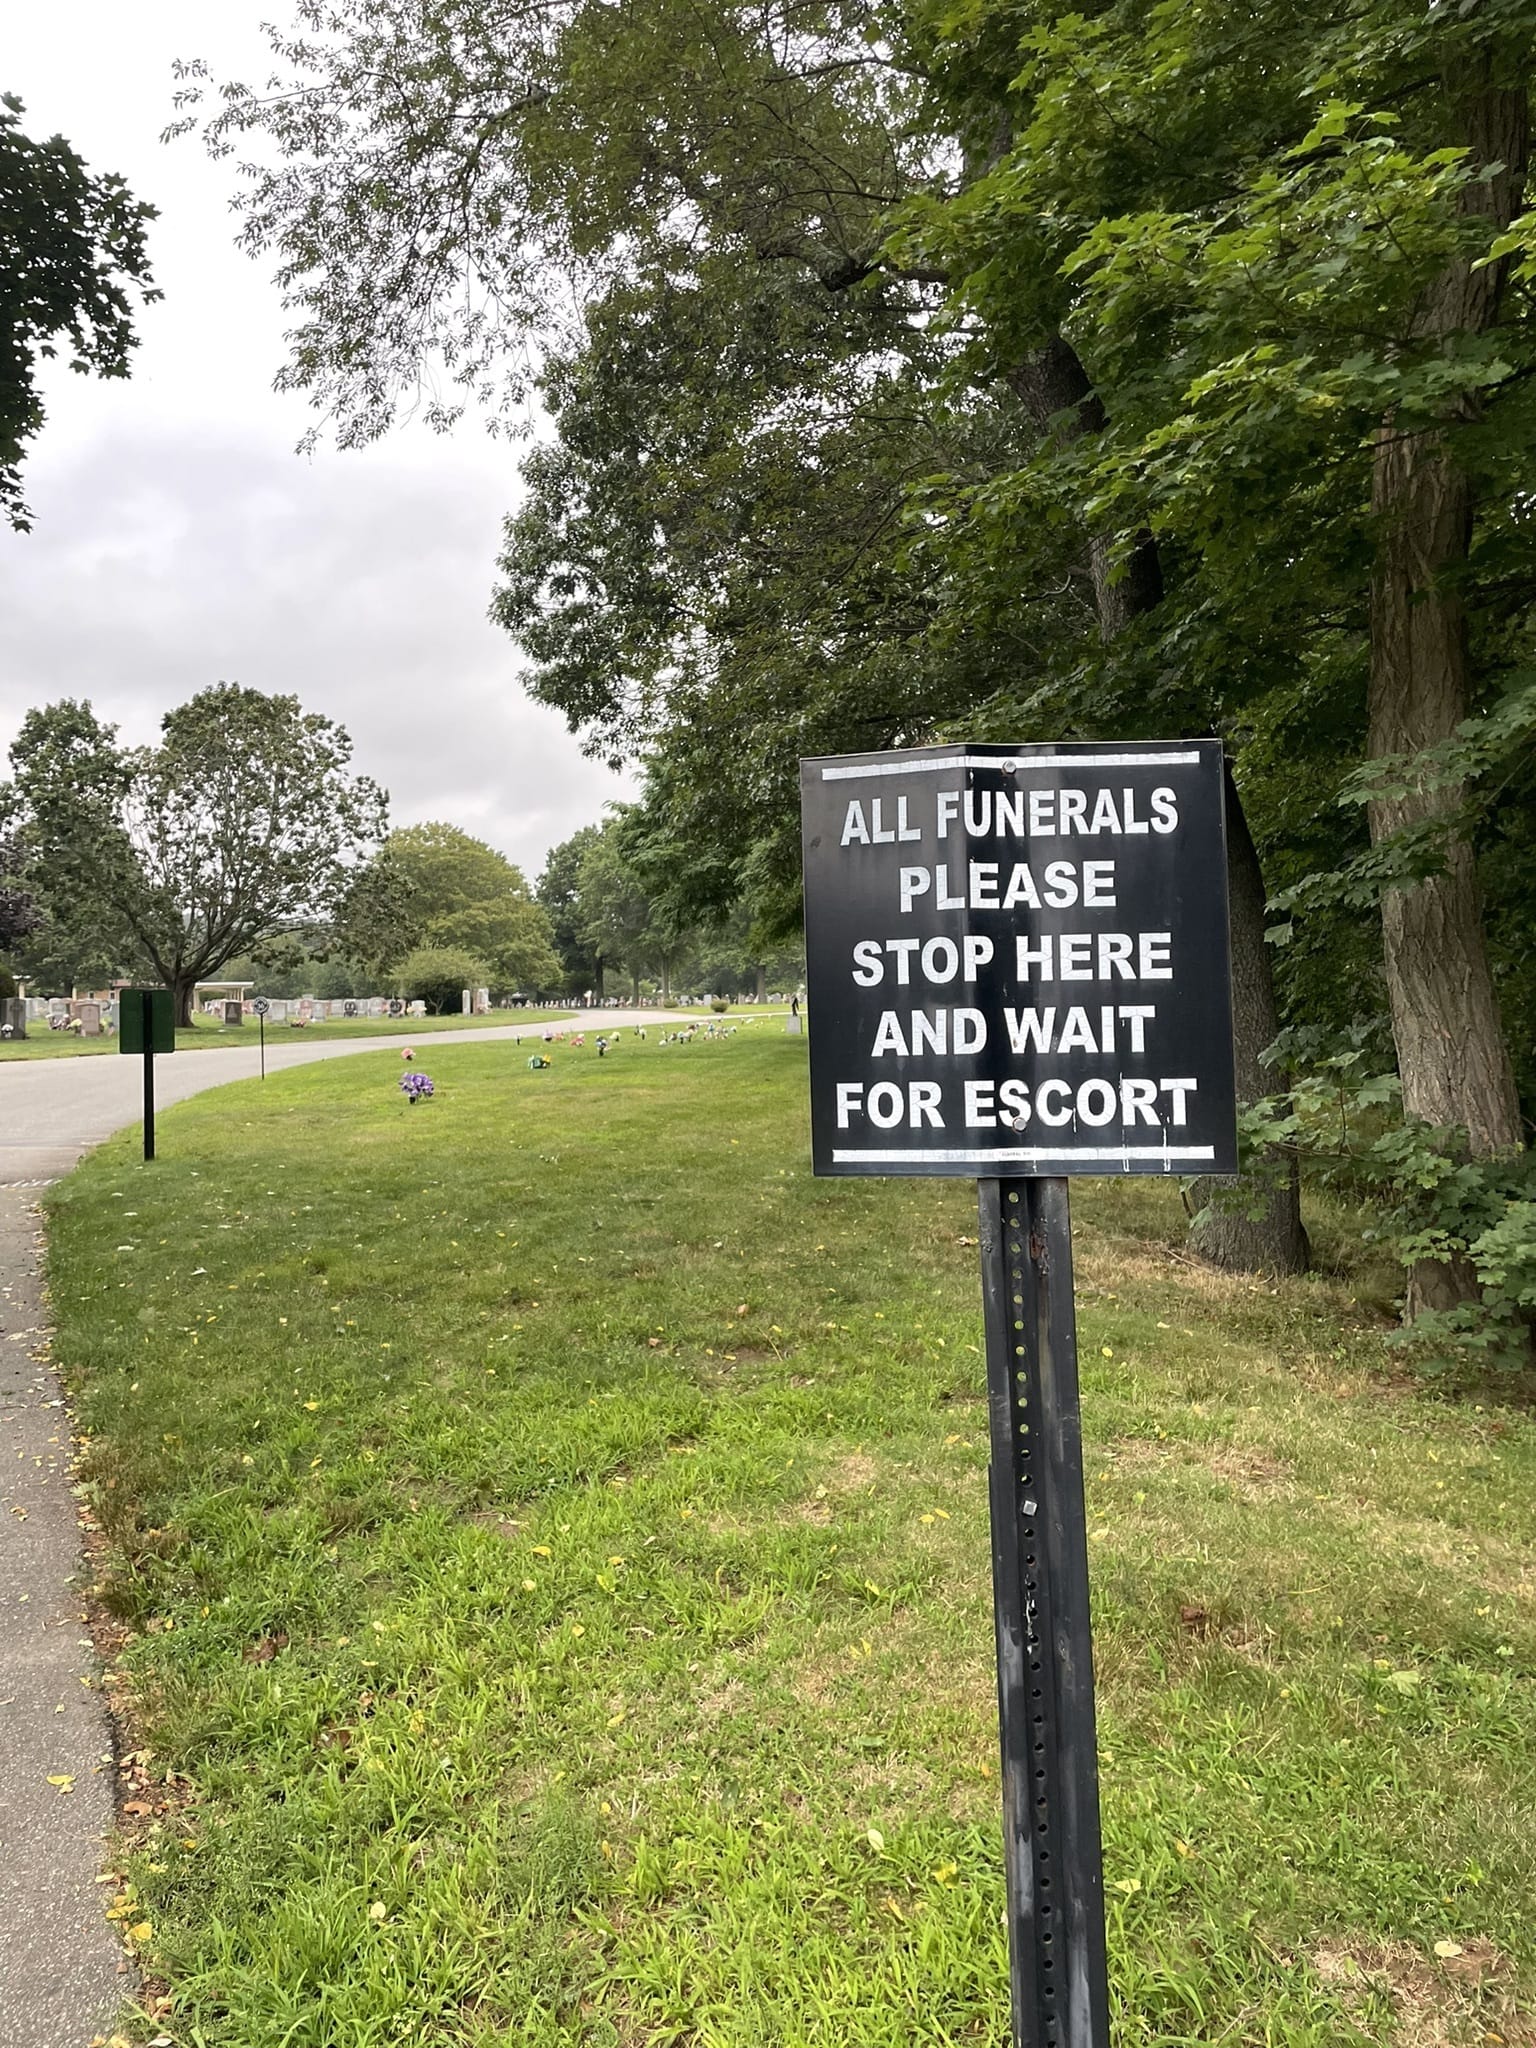 ALL FUNERALS
PLEASE
STOP HERE
AND WAIT
FOR ESCORT